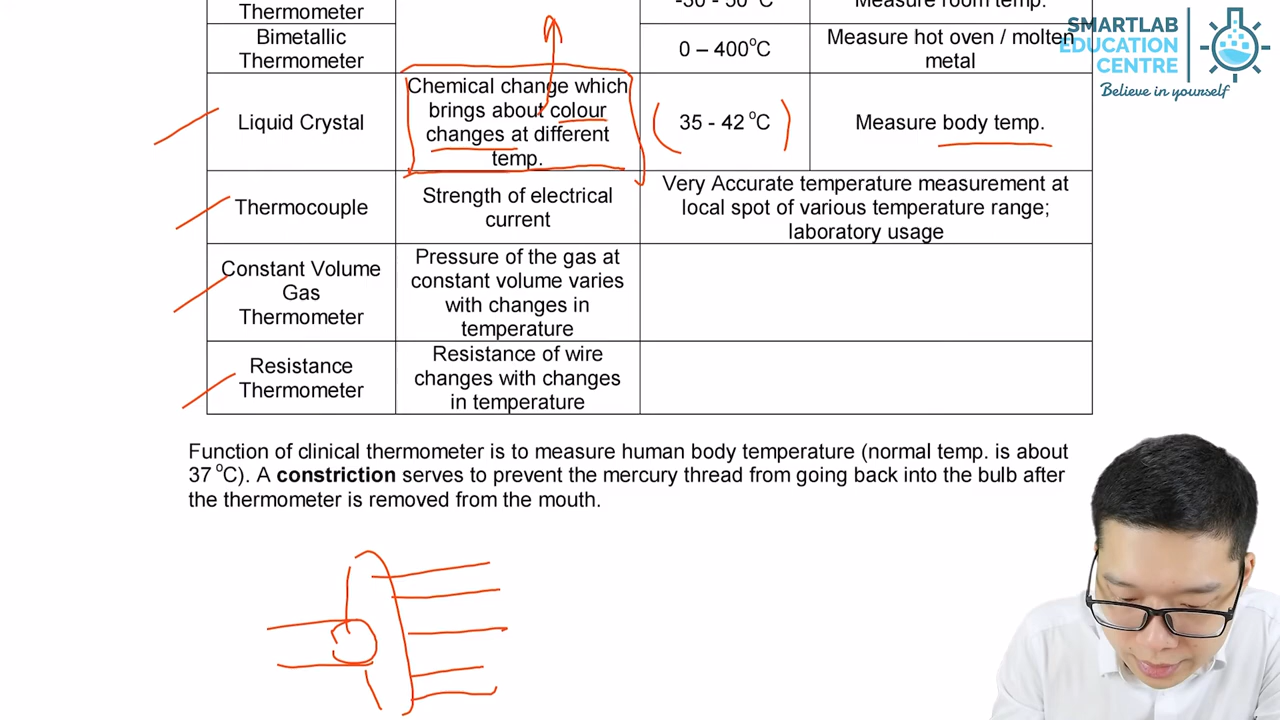 Thermometer
-30 - 50 °C
Measure room temp.
Bimetallic
Thermometer
0 – 400°C
Measure hot oven / molten
metal
Liquid Crystal
Chemical change which
brings about colour
changes at different
temp.
35 - 42 °C
Measure body temp.
Thermocouple
Strength of electrical
current
Very Accurate temperature measurement at
local spot of various temperature range;
laboratory usage
Constant Volume
Gas
Thermometer
Pressure of the gas at
constant volume varies
with changes in
temperature
Resistance
Thermometer
Resistance of wire
changes with changes
in temperature
Function of clinical thermometer is to measure human body temperature (normal temp. is about
37 °C). A constriction serves to prevent the mercury thread from going back into the bulb after
the thermometer is removed from the mouth.
SMARTLAB
EDUCATION
CENTRE
Believe in yourself